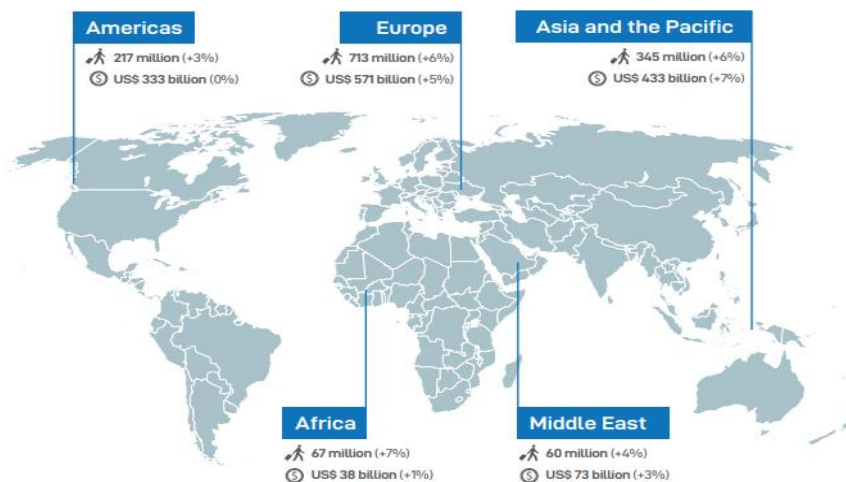 Americas
217 million (+3%)
US$ 333 billion (0%)
Europe
713 million (+6%)
US$ 571 billion (+5%)
Asia and the Pacific
345 million (+6%)
US$ 433 billion (+7%)
Africa
67 million (+7%)
US$ 38 billion (+1%)
Middle East
60 million (+4%)
US$ 73 billion (+3%)